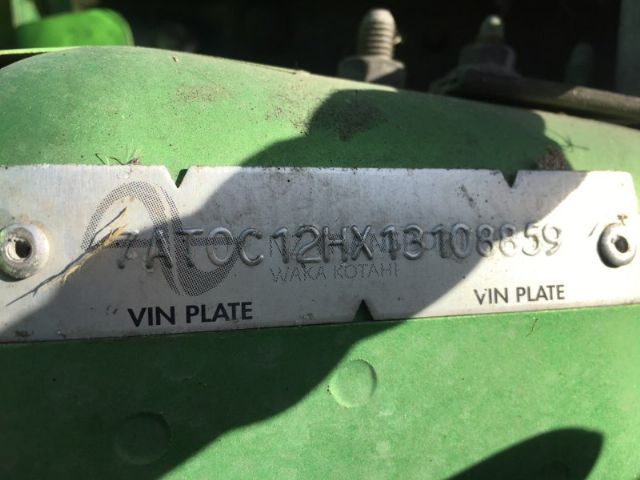 7AT0C12HX13108859
WAKA KOTAHI
VIN PLATE
VIN PLATE